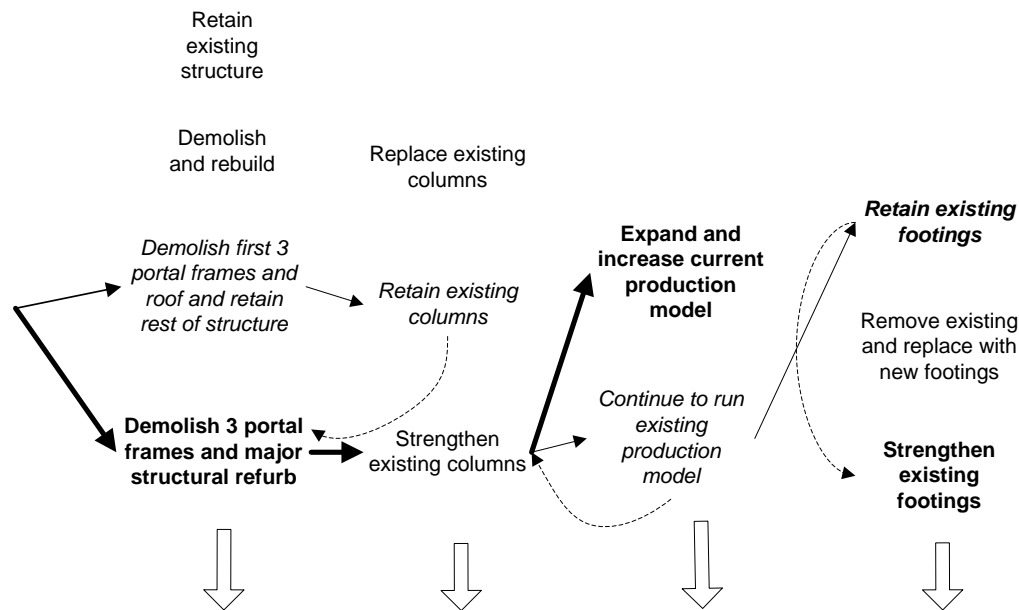 Retain
existing
structure
Demolish
and rebuild
Demolish first 3
portal frames and
roof and retain
rest of structure
Demolish 3 portal
frames and major
structural refurb
Replace existing
columns
Retain existing
columns
Strengthen
existing columns
Expand and
increase current
production
model
Continue to run
existing
production
model
Retain existing
footings
Remove existing
and replace with
new footings
Strengthen
existing
footings